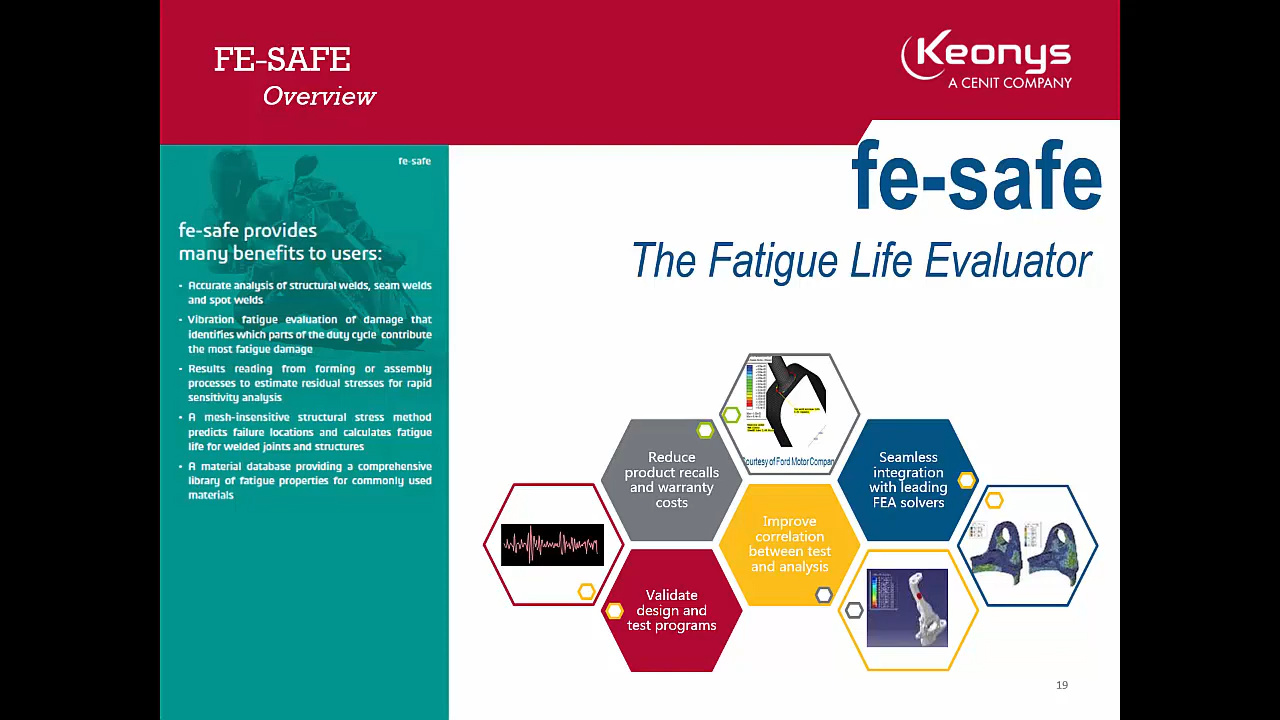 FE-SAFE
Overview
Keonys
A CENIT COMPANY
fe-safe
fe-safe provides
many benefits to users:
• Accurate analysis of structural welds, seam welds
and spot welds
• Vibration fatigue evaluation of damage that
identifies which parts of the duty cycle contribute
the most fatigue damage
• Results reading from forming or assembly
processes to estimate residual stresses for rapid
sensitivity analysis
• A mesh-insensitive structural stress method
predicts failure locations and calculates fatigue
life for welded joints and structures
• A material database providing a comprehensive
library of fatigue properties for commonly used
materials
fe-safe
The Fatigue Life Evaluator
ourtesy of Ford Motor Compan
Reduce
product recalls
and warranty
costs
Seamless
integration
with leading
FEA solvers
Improve
correlation
between test
and analysis
Validate
design and
test programs
19